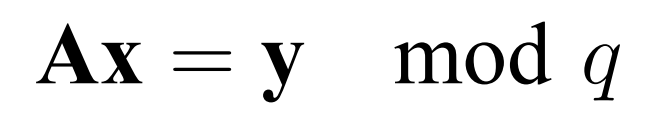 Ax = y mod q